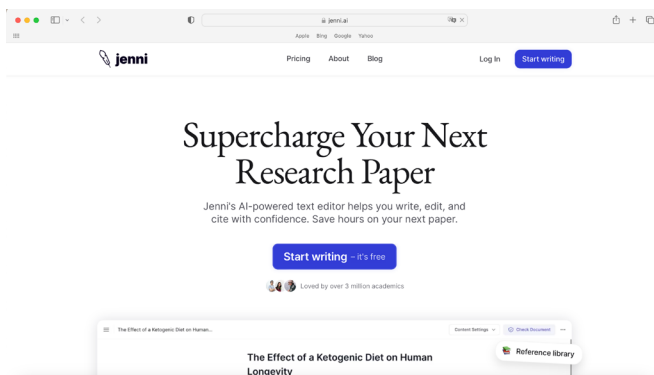 jenni.ai
Apple Bing Google Yahoo
jenni
Pricing About Blog
Log In
Start writing
Supercharge Your Next
Research Paper
Jenni's AI-powered text editor helps you write, edit, and
cite with confidence. Save hours on your next paper.
Start writing – it's free
Loved by over 3 million academics
The Effect of a Ketogenic Diet on Human...
Content Settings
Check Document
Reference library
The Effect of a Ketogenic Diet on Human
Longevity